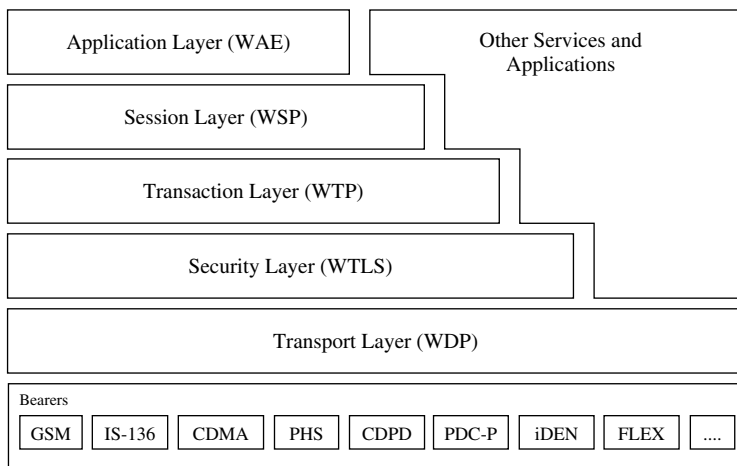 Application Layer (WAE)
Other Services and
Applications
Session Layer (WSP)
Transaction Layer (WTP)
Security Layer (WTLS)
Transport Layer (WDP)
Bearers
GSM IS-136 CDMA PHS CDPD PDC-P iDEN FLEX ....